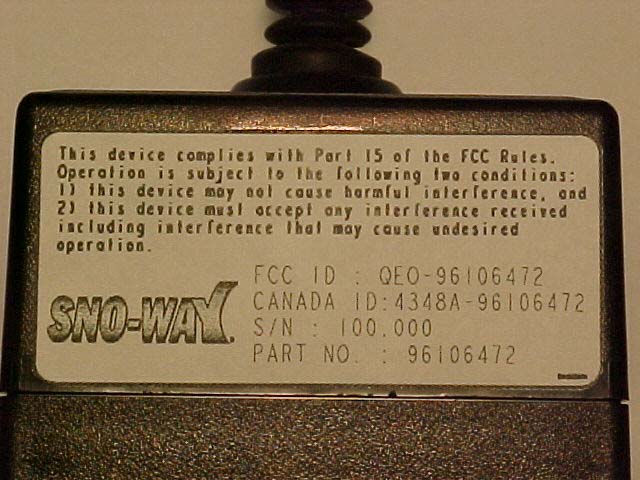 This device complies with Part 15 of the FCC Rules.
Operation is subject to the following two conditions:
1) this device may not cause harmful interference, and
2) this device must accept any interference received
including interference that may cause undesired
operation.
FCC ID : QEO-96106472
CANADA ID:4348A-96106472
SNO-WAY.
S/N : 100,000
PART NO. : 96106472